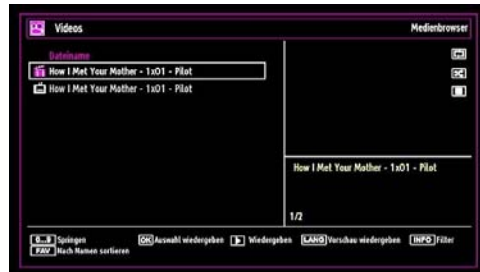 Videos
Medienbrowser
Dateiname
How I Met Your Mother - 1x01 - Pilot
How I Met Your Mother - 1x01 - Pilot
How I Met Your Mother - 1x01 - Pilot
1/2
0...9 Springen OK Auswahl wiedergeben Wiedergeben LANG Vorschau wiedergeben INFO Filter
FAV Nach Namen sortieren